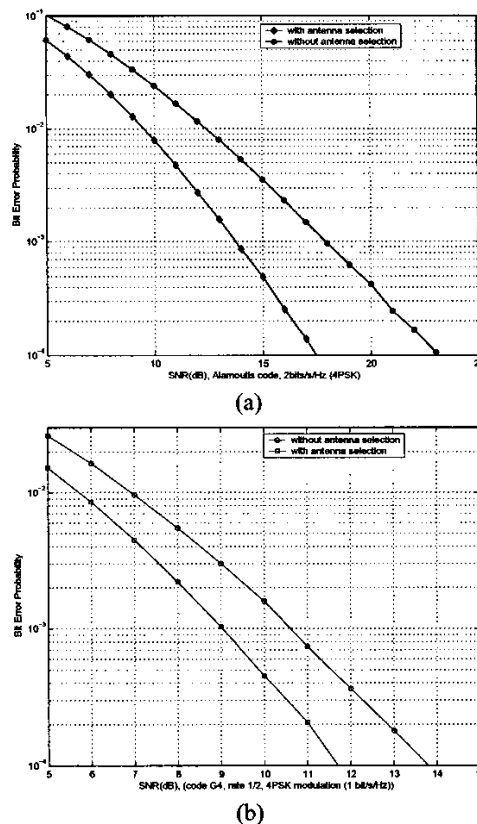 10⁻¹
with antenna selection
without antenna selection
10⁻²
Bit Error Probability
10⁻³
10⁻⁴
5 10 15 20 2
SNR(dB), Alamoutis code, 2bits/s/Hz (4PSK)
(a)
without antenna selection
with antenna selection
10⁻²
Bit Error Probability
10⁻³
10⁻⁴
5 6 7 8 9 10 11 12 13 14 1
SNR(dB), (code G4, rate 1/2, 4PSK modulation (1 bit/s/Hz))
(b)